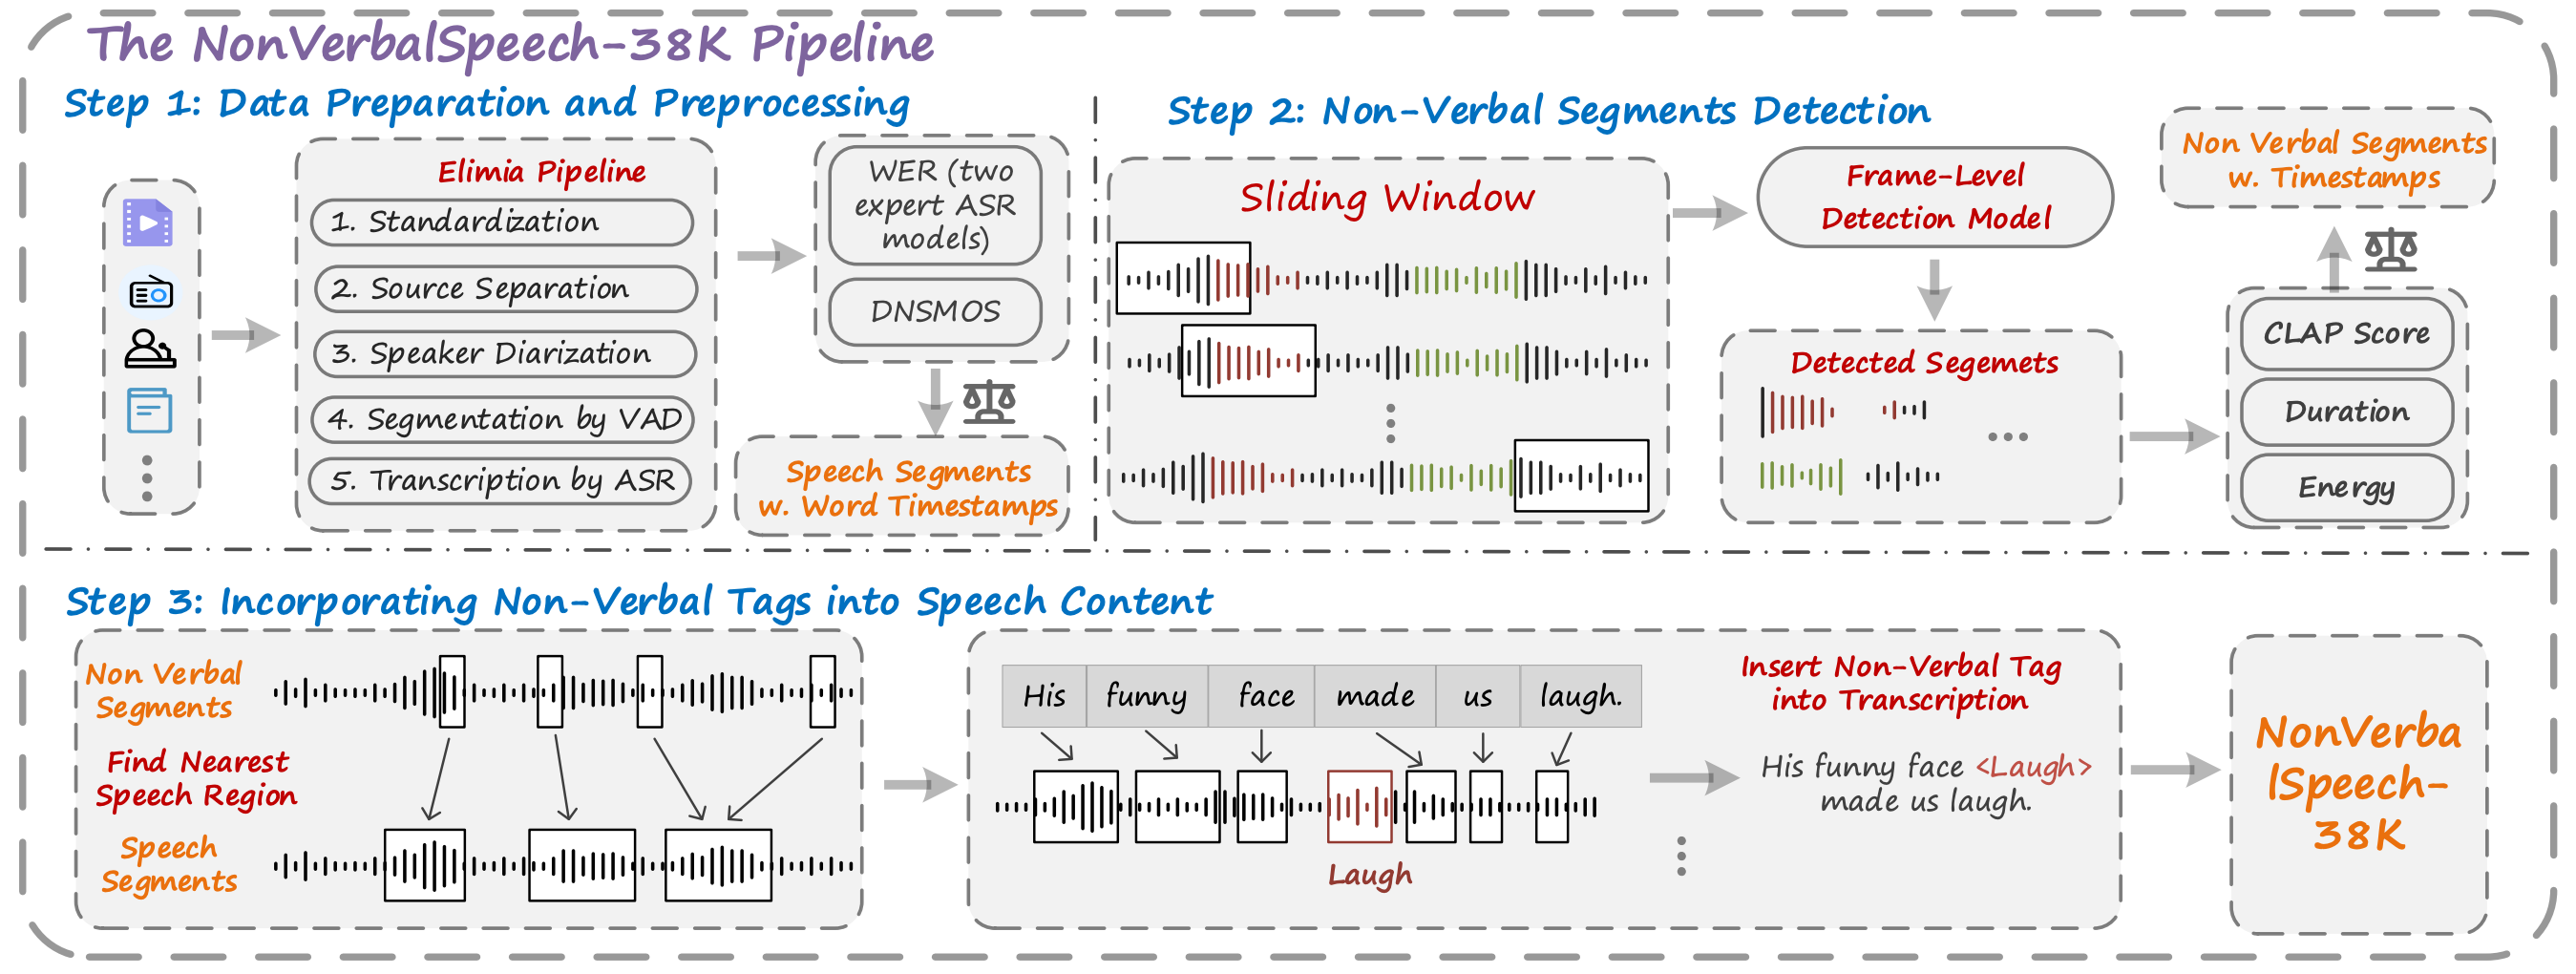 The NonVerbalSpeech-38K Pipeline
Step 1: Data Preparation and Preprocessing
Elimia Pipeline
1. Standardization
2. Source Separation
3. Speaker Diarization
4. Segmentation by VAD
5. Transcription by ASR
WER (two
expert ASR
models)
DNSMOS
Speech Segments
w. Word Timestamps
Step 2: Non-Verbal Segments Detection
Sliding Window
Frame-Level
Detection Model
Detected Segemets
CLAP Score
Duration
Energy
Non Verbal Segments
w. Timestamps
Step 3: Incorporating Non-Verbal Tags into Speech Content
Non Verbal
Segments
Find Nearest
Speech Region
Speech
Segments
His funny face made us laugh.
Laugh
Insert Non-Verbal Tag
into Transcription
His funny face <Laugh>
made us laugh.
NonVerba
lSpeech-
38K